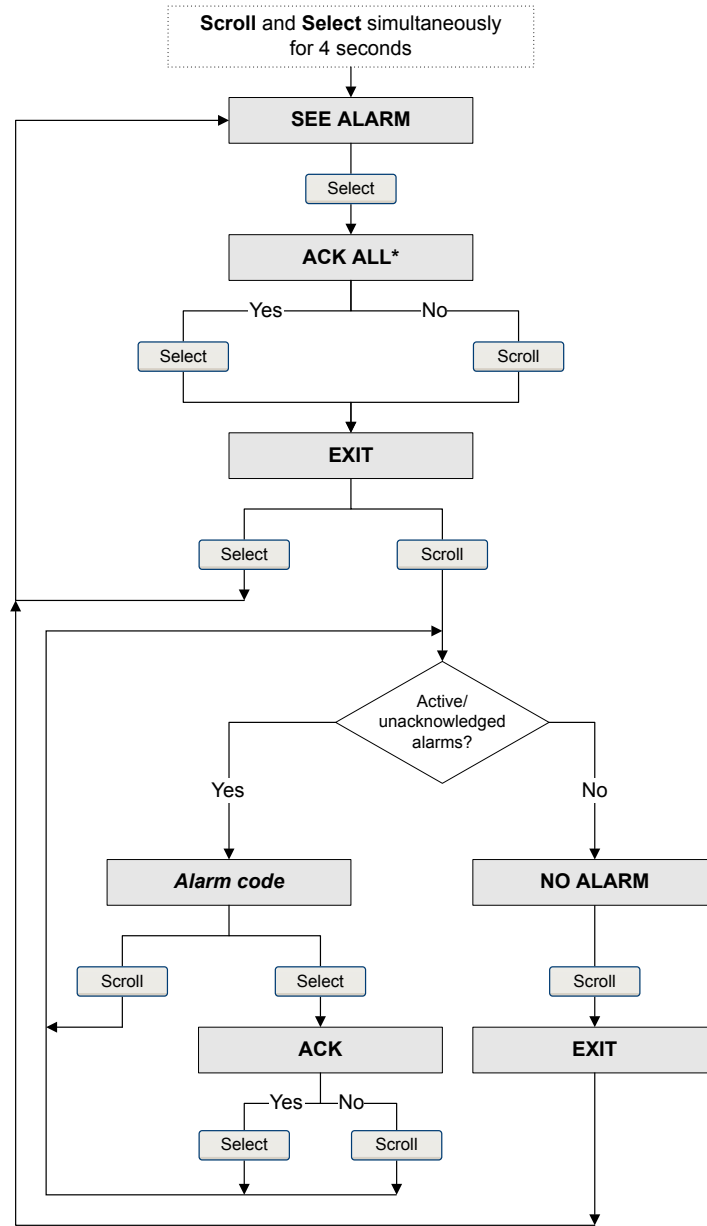 Scroll and Select simultaneously
for 4 seconds
SEE ALARM
Select
ACK ALL*
Yes
No
Select
Scroll
EXIT
Select
Scroll
Active/
unacknowledged
alarms?
Yes
No
Alarm code
NO ALARM
Scroll
Select
Scroll
ACK
EXIT
Yes
No
Select
Scroll